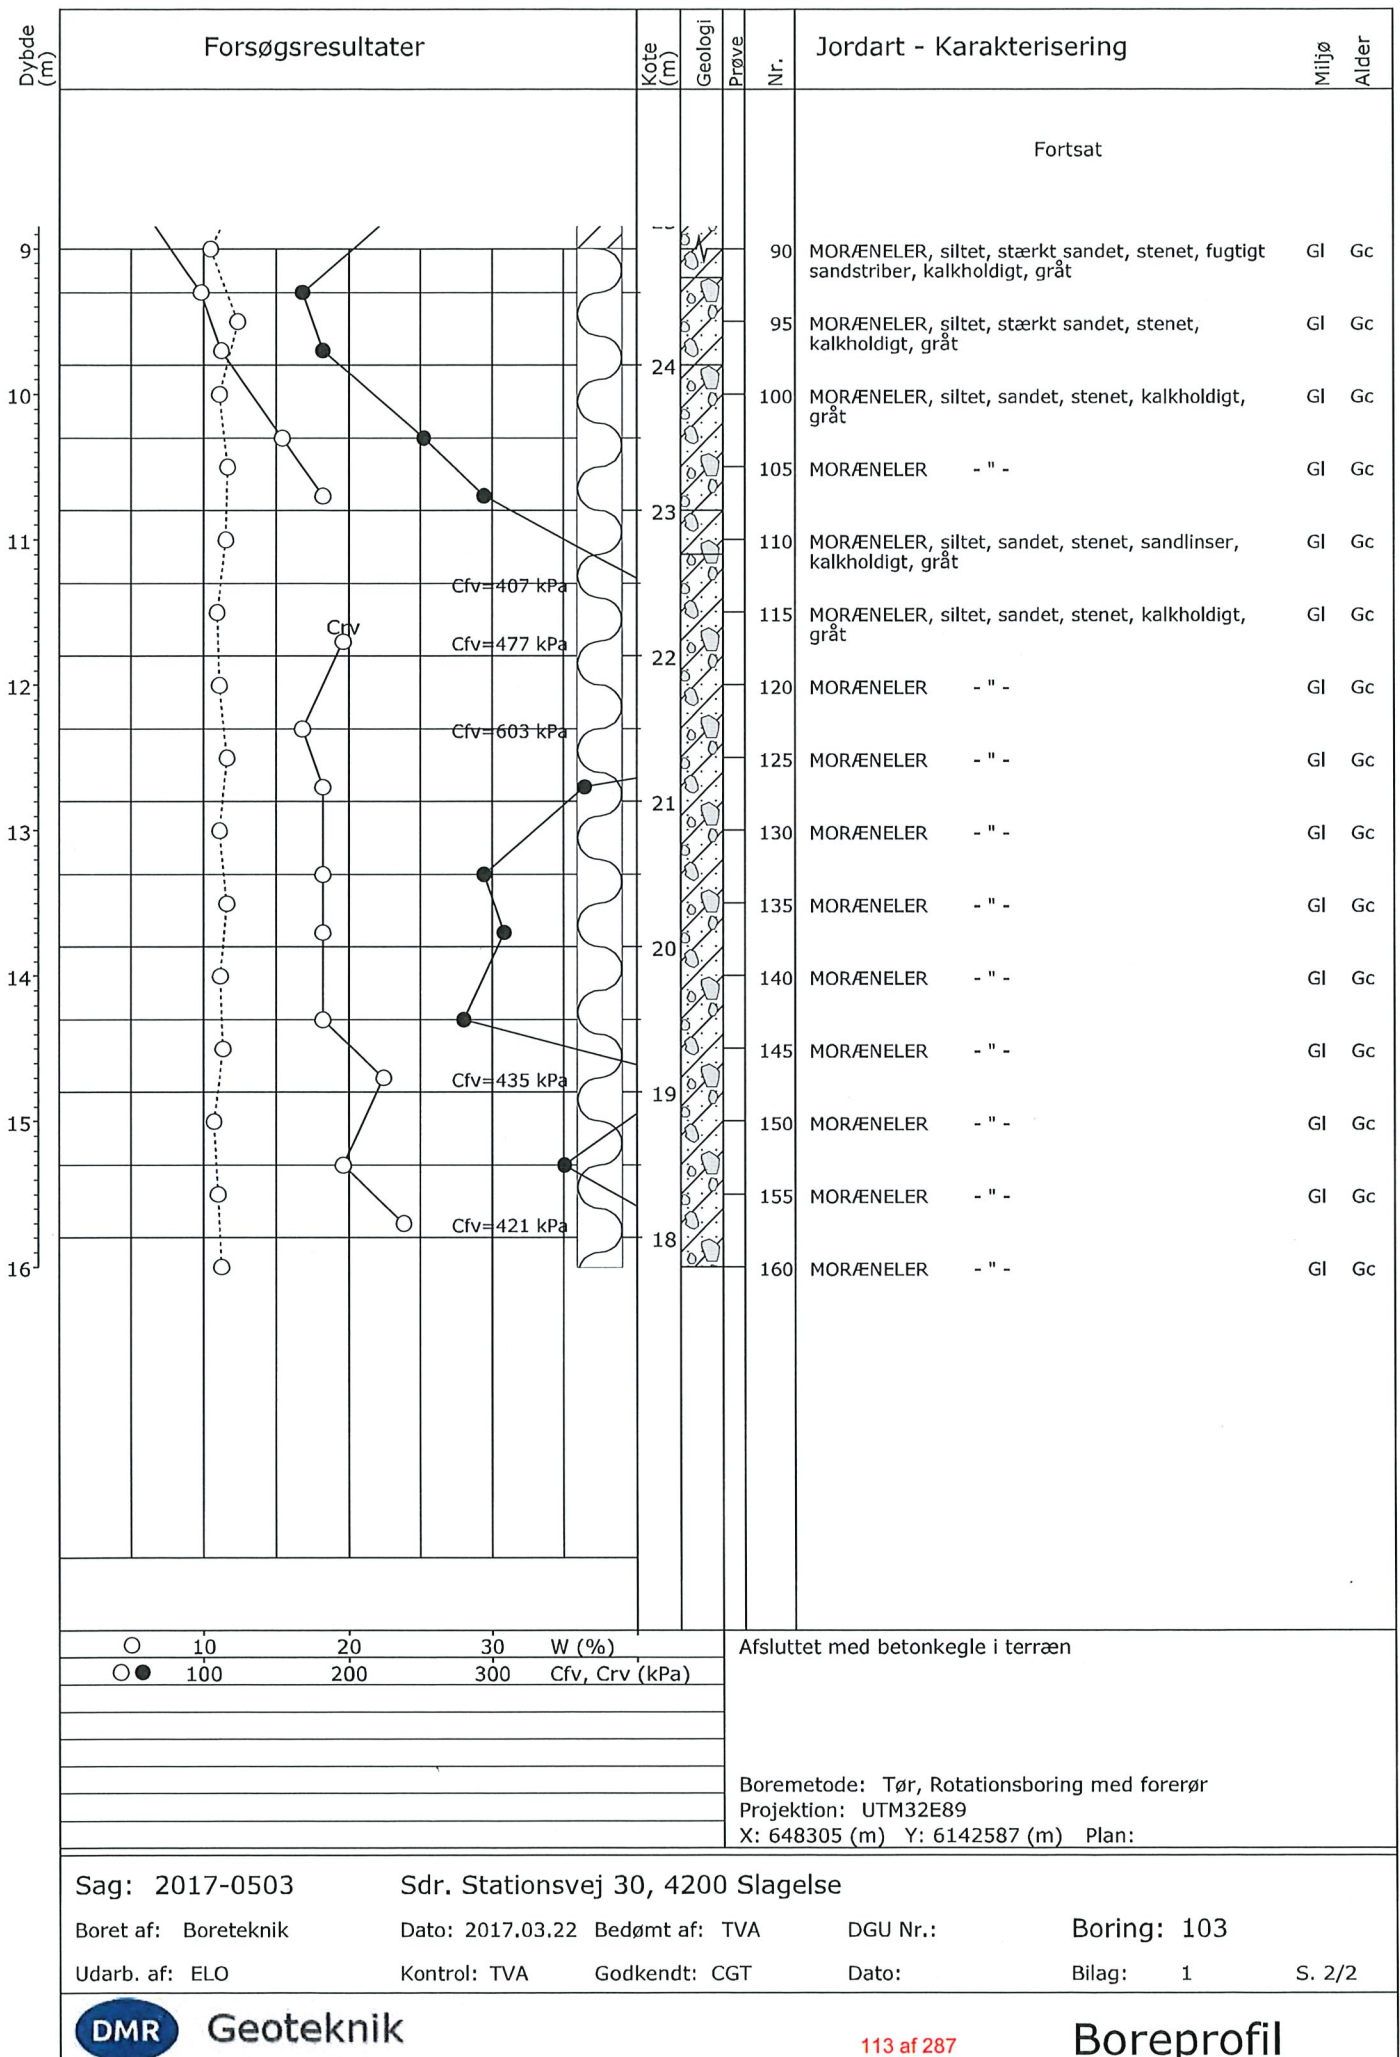 Dybde (m)
Forsøgsresultater
Kote (m)
Geologi
Prøve
Nr.
Jordart - Karakterisering
Miljø
Alder
Fortsat
9
90 MORÆNELER, siltet, stærkt sandet, stenet, fugtigt Gl Gc
sandstriber, kalkholdigt, gråt
95 MORÆNELER, siltet, stærkt sandet, stenet, Gl Gc
kalkholdigt, gråt
24
10
100 MORÆNELER, siltet, sandet, stenet, kalkholdigt, Gl Gc
gråt
105 MORÆNELER - " - Gl Gc
23
11
110 MORÆNELER, siltet, sandet, stenet, sandlinser, Gl Gc
kalkholdigt, gråt
Cfv=407 kPa
115 MORÆNELER, siltet, sandet, stenet, kalkholdigt, Gl Gc
gråt
Crv
Cfv=477 kPa
22
12
120 MORÆNELER - " - Gl Gc
Cfv=603 kPa
125 MORÆNELER - " - Gl Gc
21
13
130 MORÆNELER - " - Gl Gc
135 MORÆNELER - " - Gl Gc
20
14
140 MORÆNELER - " - Gl Gc
145 MORÆNELER - " - Gl Gc
Cfv=435 kPa
19
15
150 MORÆNELER - " - Gl Gc
155 MORÆNELER - " - Gl Gc
Cfv=421 kPa
18
16
160 MORÆNELER - " - Gl Gc
10 20 30 W (%)
100 200 300 Cfv, Crv (kPa)
Afsluttet med betonkegle i terræn
Boremetode: Tør, Rotationsboring med forerør
Projektion: UTM32E89
X: 648305 (m) Y: 6142587 (m) Plan:
Sag: 2017-0503 Sdr. Stationsvej 30, 4200 Slagelse
Boret af: Boreteknik Dato: 2017.03.22 Bedømt af: TVA DGU Nr.: Boring: 103
Udarb. af: ELO Kontrol: TVA Godkendt: CGT Dato: Bilag: 1 S. 2/2
DMR Geoteknik
113 af 287
Boreprofil